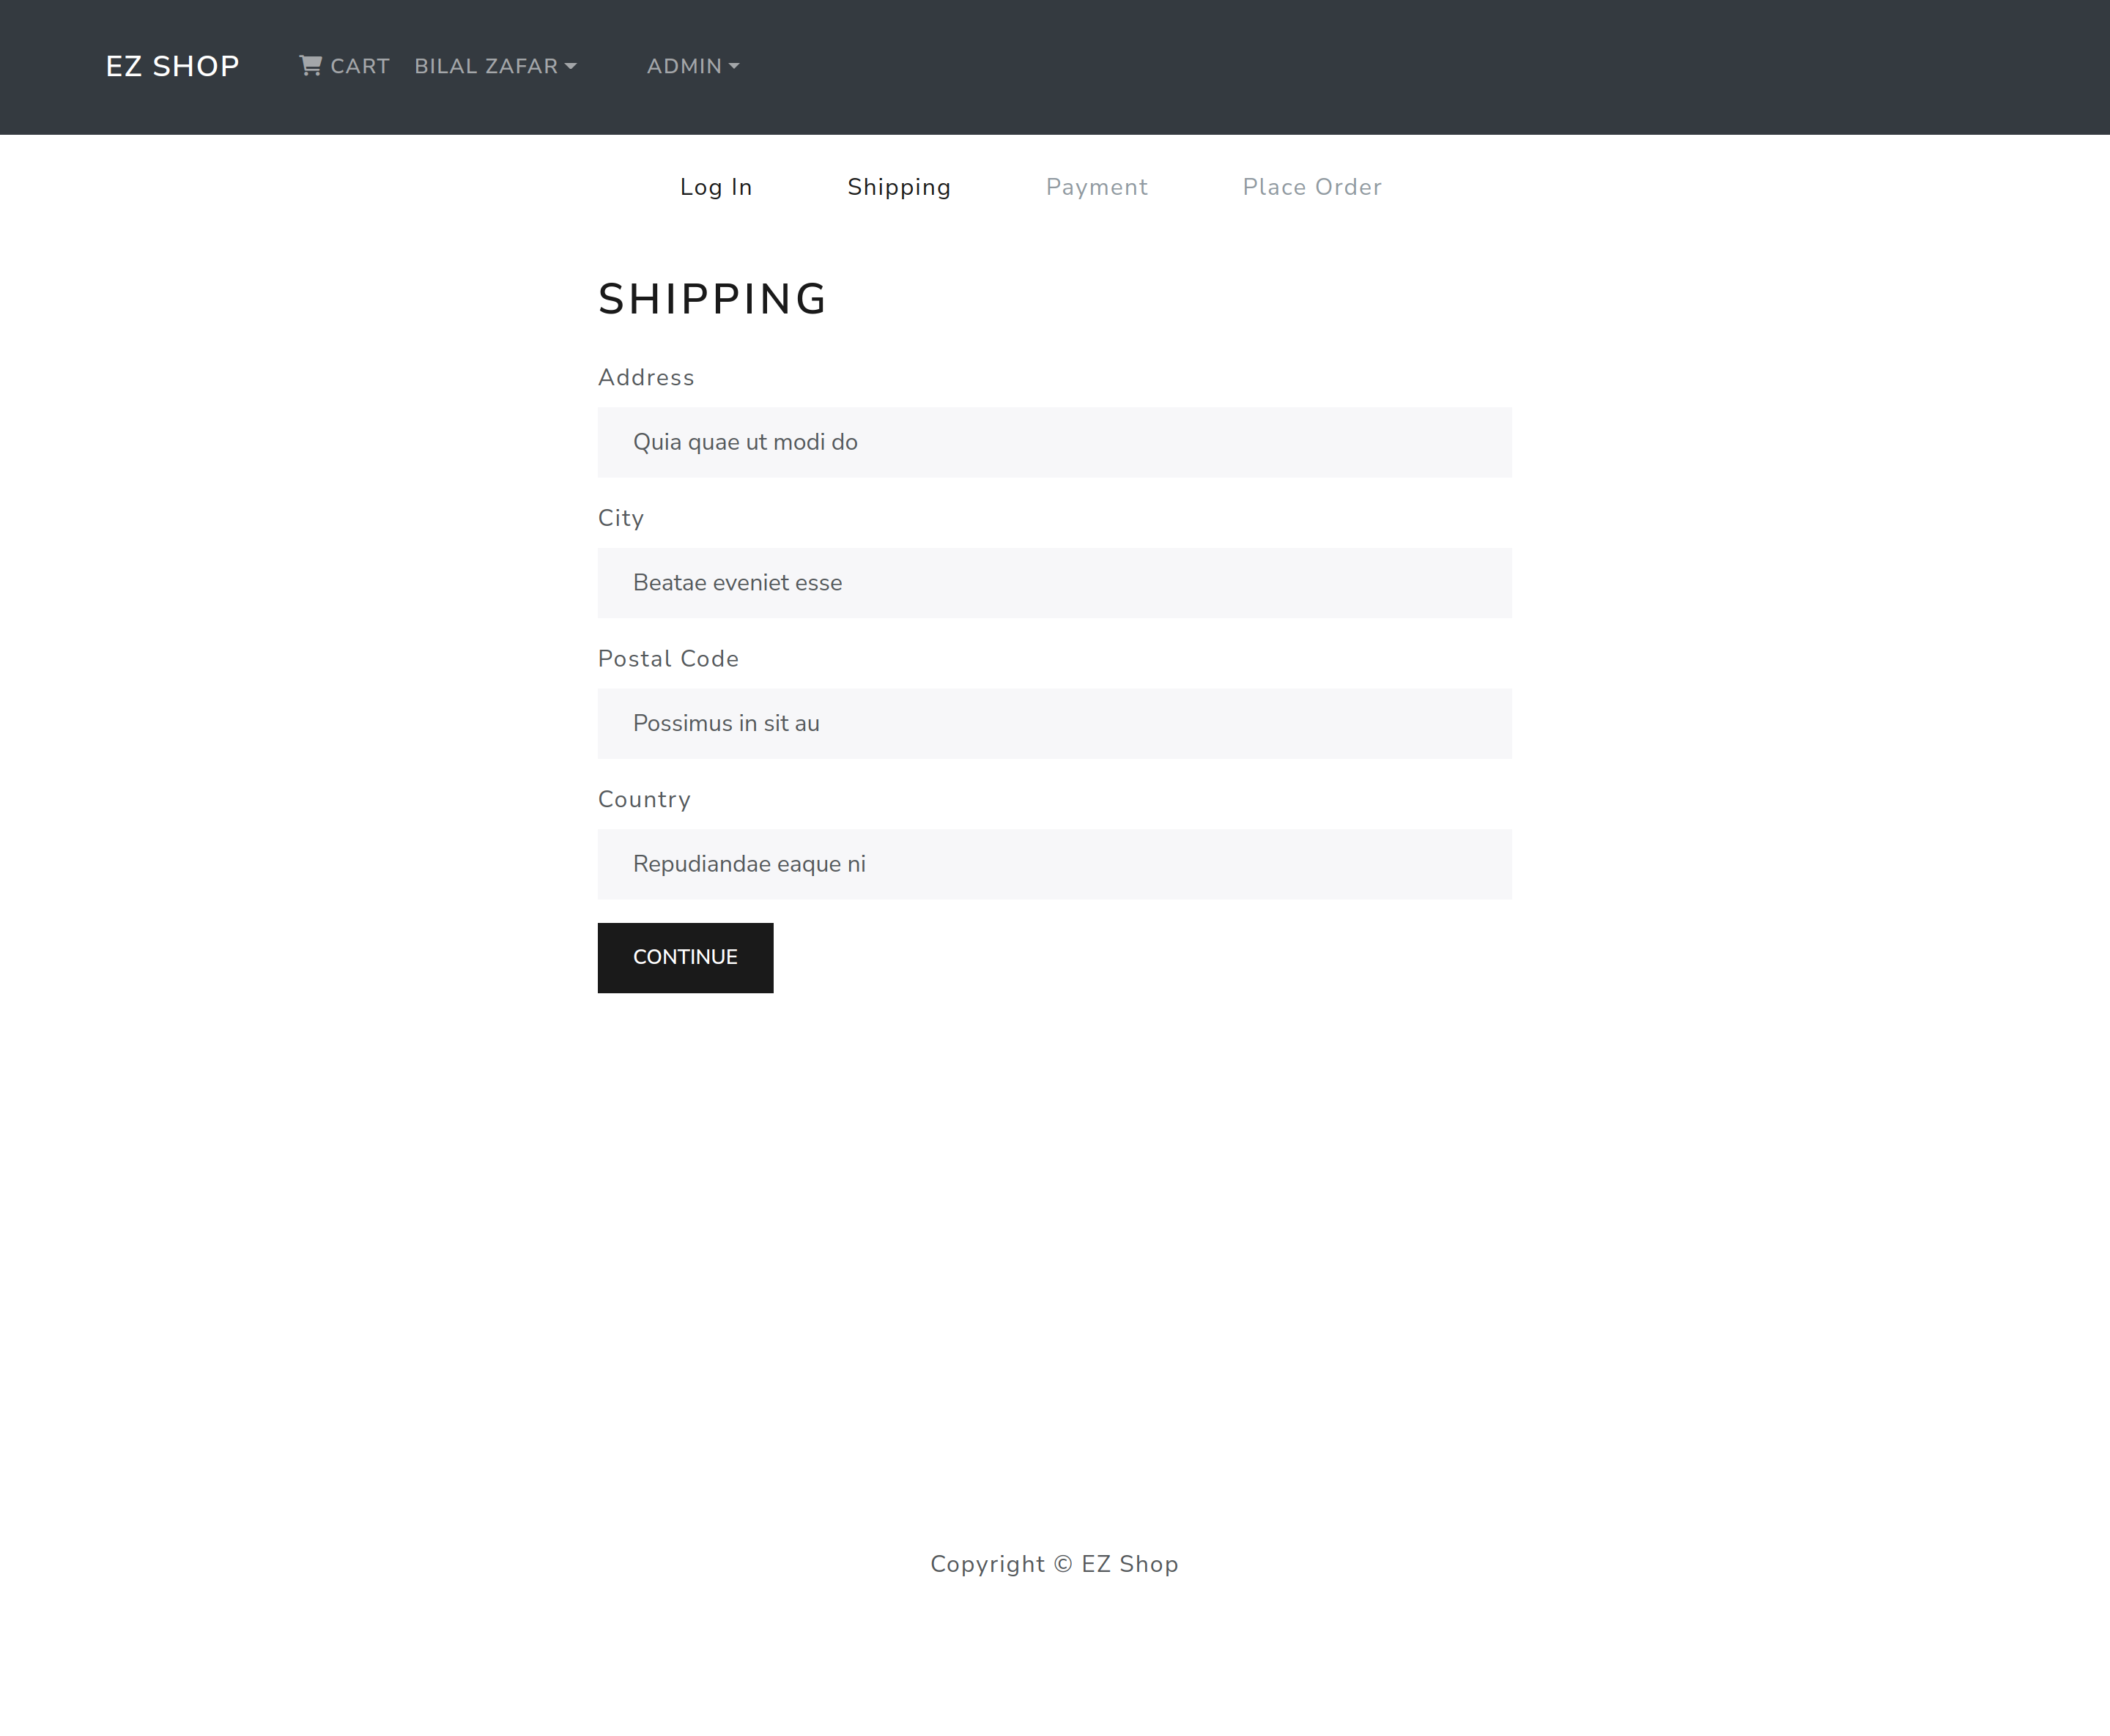 EZ SHOP CART BILAL ZAFAR ADMIN
Log In Shipping Payment Place Order
SHIPPING
Address
Quia quae ut modi do
City
Beatae eveniet esse
Postal Code
Possimus in sit au
Country
Repudiandae eaque ni
CONTINUE
Copyright © EZ Shop